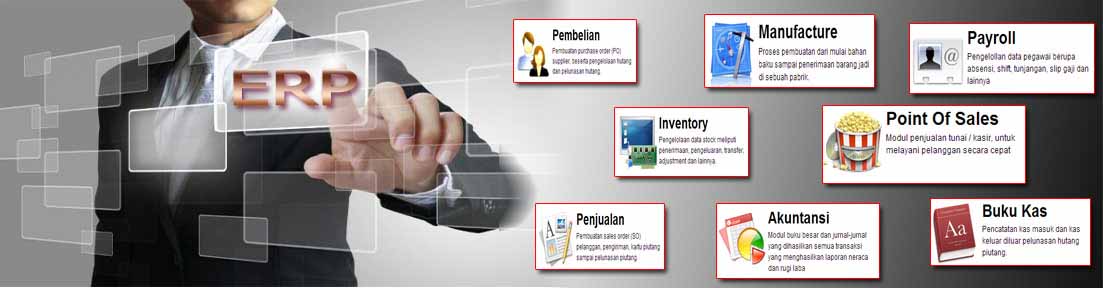 ERP
Pembelian
Pembuatan purchase order (PO)
supplier, beserta pengelolaan hutang
dan pelunasan hutang.
Manufacture
Proses pembuatan dari mulai bahan
baku sampai penerimaan barang jadi
di sebuah pabrik.
Payroll
Pengelollan data pegawai berupa
absensi, shift, tunjangan, slip gaji dan
lainnya
Inventory
Pengelolaan data stock meliputi
penerimaan, pengeluaran, transfer,
adjustment dan lainnya.
Point Of Sales
Modul penjualan tunai / kasir, untuk
melayani pelanggan secara cepat
Penjualan
Pembuatan sales order (SO)
pelanggan, pengiriman, kartu piutang
sampai pelunasan piutang.
Akuntansi
Modul buku besar dan jurnal-jurnal
yang dihasilkan semua transaksi
yang menghasilkan laporan neraca
dan rugi laba
Aa
Buku Kas
Pencatatan kas masuk dan kas
keluar diluar pelunasan hutang
piutang.